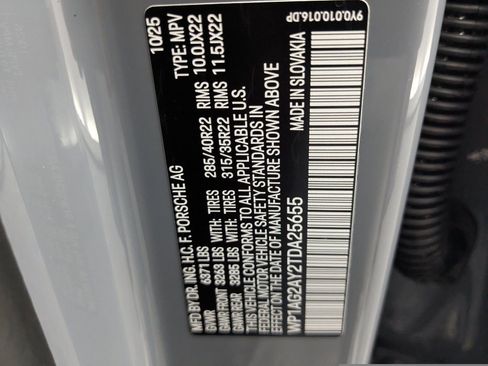 MFD BY DR. ING. H.C. F. PORSCHE AG 10/25
GVWR 6371 LBS TYPE: MPV
GAWR FRONT 3263 LBS WITH: TIRES 285/40R22 RIMS 10.0JX22
GAWR REAR 3285 LBS WITH: TIRES 315/35R22 RIMS 11.5JX22
THIS VEHICLE CONFORMS TO ALL APPLICABLE U.S.
FEDERAL MOTOR VEHICLE SAFETY STANDARDS IN
EFFECT ON THE DATE OF MANUFACTURE SHOWN ABOVE
MADE IN SLOVAKIA
WP1AG2AY2TDA25655
9Y0.010.016.DP